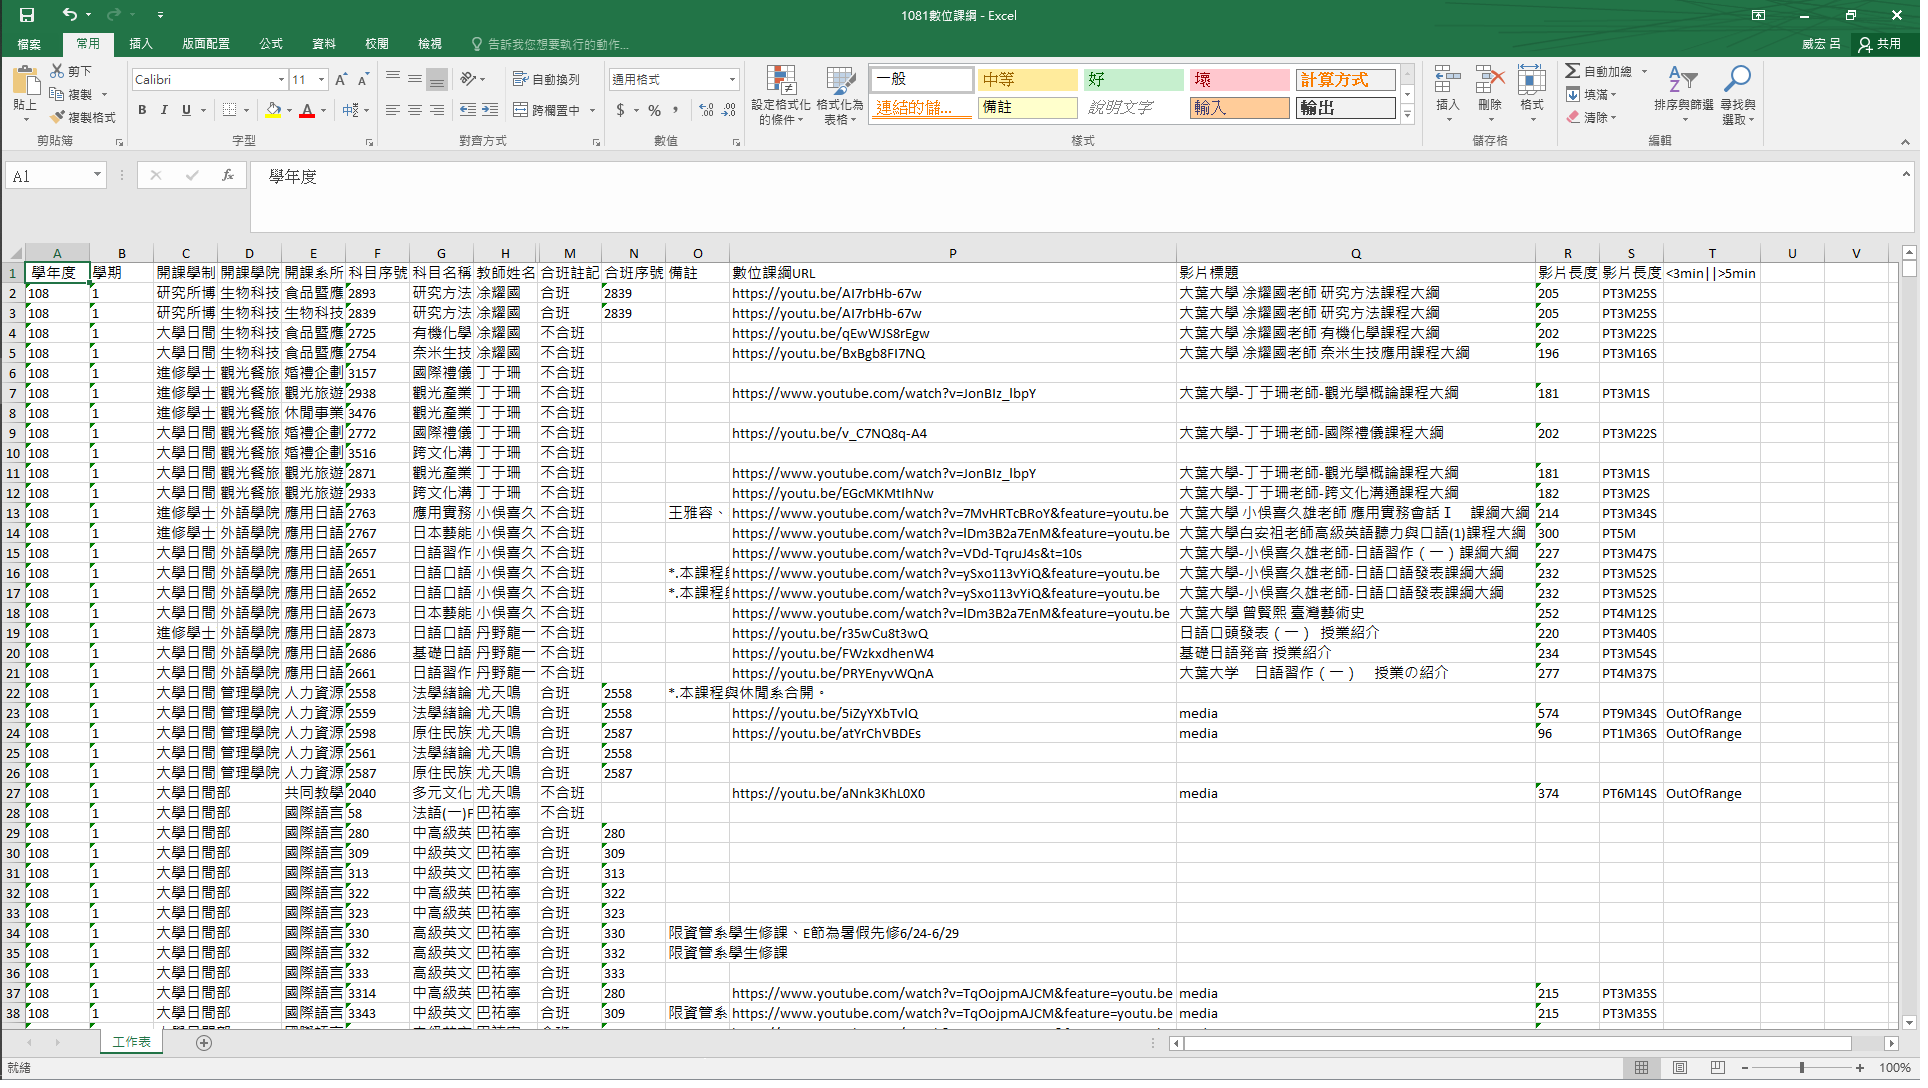 1081數位課綱 - Excel
檔案 常用 插入 版面配置 公式 資料 校閱 檢視 告訴我您想要執行的動作... 威宏 呂 共用
貼上 剪下 複製 複製格式 剪貼簿
Calibri 11 B I U A 字型
自動換列 跨欄置中 對齊方式
通用格式 $ % , 數值
設定格式化的條件 格式化為表格
一般 中等 好 壞 計算方式
連結的儲... 備註 說明文字 輸入 輸出
樣式
插入 刪除 格式 儲存格
自動加總 填滿 清除 排序與篩選 尋找與選取 編輯
A1 fx 學年度
A B C D E F G H M N O P Q R S T U V
1 學年度 學期 開課學制 開課學院 開課系所 科目序號 科目名稱 教師姓名 合班註記 合班序號 備註 數位課綱URL 影片標題 影片長度 影片長度 <3min||>5min
2 108 1 研究所博 生物科技 食品暨應 2893 研究方法 凃耀國 合班 2839 https://youtu.be/AI7rbHb-67w 大葉大學 凃耀國老師 研究方法課程大綱 205 PT3M25S
3 108 1 研究所博 生物科技 生物科技 2839 研究方法 凃耀國 合班 2839 https://youtu.be/AI7rbHb-67w 大葉大學 凃耀國老師 研究方法課程大綱 205 PT3M25S
4 108 1 大學日間 生物科技 食品暨應 2725 有機化學 凃耀國 不合班 https://youtu.be/qEwWJS8rEgw 大葉大學 凃耀國老師 有機化學課程大綱 202 PT3M22S
5 108 1 大學日間 生物科技 食品暨應 2754 奈米生技 凃耀國 不合班 https://youtu.be/BxBgb8FI7NQ 大葉大學 凃耀國老師 奈米生技應用課程大綱 196 PT3M16S
6 108 1 進修學士 觀光餐旅 婚禮企劃 3157 國際禮儀 丁于珊 不合班
7 108 1 進修學士 觀光餐旅 觀光旅遊 2938 觀光產業 丁于珊 不合班 https://www.youtube.com/watch?v=JonBIz_lbpY 大葉大學-丁于珊老師-觀光學概論課程大綱 181 PT3M1S
8 108 1 進修學士 觀光餐旅 休閒事業 3476 觀光產業 丁于珊 不合班
9 108 1 大學日間 觀光餐旅 婚禮企劃 2772 國際禮儀 丁于珊 不合班 https://youtu.be/v_C7NQ8q-A4 大葉大學-丁于珊老師-國際禮儀課程大綱 202 PT3M22S
10 108 1 大學日間 觀光餐旅 婚禮企劃 3516 跨文化溝 丁于珊 不合班
11 108 1 大學日間 觀光餐旅 觀光旅遊 2871 觀光產業 丁于珊 不合班 https://www.youtube.com/watch?v=JonBIz_lbpY 大葉大學-丁于珊老師-觀光學概論課程大綱 181 PT3M1S
12 108 1 大學日間 觀光餐旅 觀光旅遊 2933 跨文化溝 丁于珊 不合班 https://youtu.be/EGcMKMtIhNw 大葉大學-丁于珊老師-跨文化溝通課程大綱 182 PT3M2S
13 108 1 進修學士 外語學院 應用日語 2763 應用實務 小俁喜久 不合班 王雅容、 https://www.youtube.com/watch?v=7MvHRTcBRoY&feature=youtu.be 大葉大學 小俁喜久雄老師 應用實務會話Ⅰ 課綱大綱 214 PT3M34S
14 108 1 進修學士 外語學院 應用日語 2767 日本藝能 小俁喜久 不合班 https://www.youtube.com/watch?v=lDm3B2a7EnM&feature=youtu.be 大葉大學白安祖老師高級英語聽力與口語(1)課程大綱 300 PT5M
15 108 1 大學日間 外語學院 應用日語 2657 日語習作 小俁喜久 不合班 https://www.youtube.com/watch?v=VDd-TqruJ4s&t=10s 大葉大學-小俁喜久雄老師-日語習作（一）課綱大綱 227 PT3M47S
16 108 1 大學日間 外語學院 應用日語 2651 日語口語 小俁喜久 不合班 *.本課程與 https://www.youtube.com/watch?v=ySxo113vYiQ&feature=youtu.be 大葉大學-小俁喜久雄老師-日語口語發表課綱大綱 232 PT3M52S
17 108 1 大學日間 外語學院 應用日語 2652 日語口語 小俁喜久 不合班 *.本課程與 https://www.youtube.com/watch?v=ySxo113vYiQ&feature=youtu.be 大葉大學-小俁喜久雄老師-日語口語發表課綱大綱 232 PT3M52S
18 108 1 大學日間 外語學院 應用日語 2673 日本藝能 小俁喜久 不合班 https://www.youtube.com/watch?v=lDm3B2a7EnM&feature=youtu.be 大葉大學 曾賢熙 臺灣藝術史 252 PT4M12S
19 108 1 進修學士 外語學院 應用日語 2873 日語口語 丹野龍一 不合班 https://youtu.be/r35wCu8t3wQ 日語口頭發表（一） 授業紹介 220 PT3M40S
20 108 1 大學日間 外語學院 應用日語 2686 基礎日語 丹野龍一 不合班 https://youtu.be/FWzkxdhenW4 基礎日語発音 授業紹介 234 PT3M54S
21 108 1 大學日間 外語學院 應用日語 2661 日語習作 丹野龍一 不合班 https://youtu.be/PRYEnyvWQnA 大葉大学 日語習作（一） 授業の紹介 277 PT4M37S
22 108 1 大學日間 管理學院 人力資源 2558 法學緒論 尤天鳴 合班 2558 *.本課程與休閒系合開。
23 108 1 大學日間 管理學院 人力資源 2559 法學緒論 尤天鳴 合班 2558 https://youtu.be/5iZyYXbTvlQ media 574 PT9M34S OutOfRange
24 108 1 大學日間 管理學院 人力資源 2598 原住民族 尤天鳴 合班 2587 https://youtu.be/atYrChVBDEs media 96 PT1M36S OutOfRange
25 108 1 大學日間 管理學院 人力資源 2561 法學緒論 尤天鳴 合班 2558
26 108 1 大學日間 管理學院 人力資源 2587 原住民族 尤天鳴 合班 2587
27 108 1 大學日間部 共同教學 2040 多元文化 尤天鳴 不合班 https://youtu.be/aNnk3KhL0X0 media 374 PT6M14S OutOfRange
28 108 1 大學日間部 國際語言 58 法語(一)F 巴祐寧 不合班
29 108 1 大學日間部 國際語言 280 中高級英 巴祐寧 合班 280
30 108 1 大學日間部 國際語言 309 中級英文 巴祐寧 合班 309
31 108 1 大學日間部 國際語言 313 中級英文 巴祐寧 合班 313
32 108 1 大學日間部 國際語言 322 中高級英 巴祐寧 合班 322
33 108 1 大學日間部 國際語言 323 中高級英 巴祐寧 合班 323
34 108 1 大學日間部 國際語言 330 高級英文 巴祐寧 合班 330 限資管系學生修課、E節為暑假先修6/24-6/29
35 108 1 大學日間部 國際語言 332 高級英文 巴祐寧 合班 332 限資管系學生修課
36 108 1 大學日間部 國際語言 333 高級英文 巴祐寧 合班 333
37 108 1 大學日間部 國際語言 3314 中高級英 巴祐寧 合班 280 https://www.youtube.com/watch?v=TqOojpmAJCM&feature=youtu.be media 215 PT3M35S
38 108 1 大學日間部 國際語言 3343 中級英文 巴祐寧 合班 309 限資管系 https://www.youtube.com/watch?v=TqOojpmAJCM&feature=youtu.be media 215 PT3M35S
工作表
就緒 100%